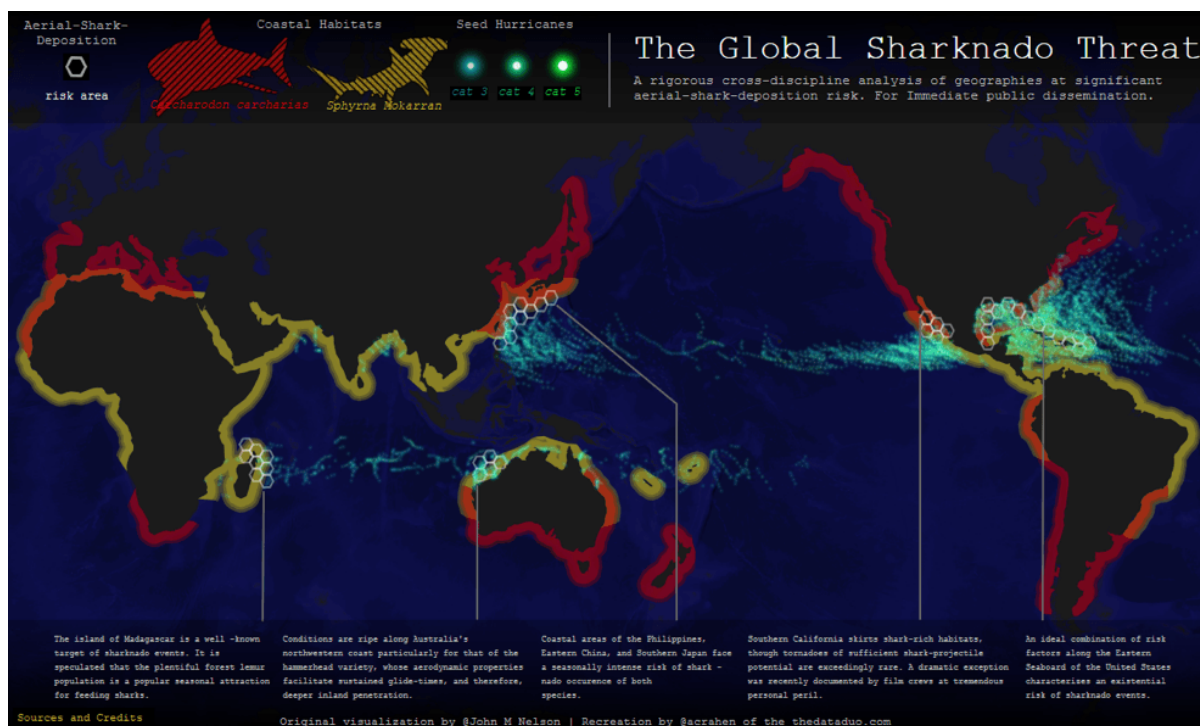 Aerial-Shark-
Deposition
risk area
Coastal Habitats
Carcharodon carcharias
Sphyrna Mokarran
Seed Hurricanes
cat 3
cat 4
cat 5
The Global Sharknado Threat
A rigorous cross-discipline analysis of geographies at significant
aerial-shark-deposition risk. For Immediate public dissemination.
The island of Madagascar is a well -known
target of sharknado events. It is
speculated that the plentiful forest lemur
population is a popular seasonal attraction
for feeding sharks.
Conditions are ripe along Australia's
northwestern coast particularly for that of the
hammerhead variety, whose aerodynamic properties
facilitate sustained glide-times, and therefore,
deeper inland penetration.
Coastal areas of the Philippines,
Eastern China, and Southern Japan face
a seasonally intense risk of shark -
nado occurence of both
species.
Southern California skirts shark-rich habitats,
though tornadoes of sufficient shark-projectile
potential are exceedingly rare. A dramatic exception
was recently documented by film crews at tremendous
personal peril.
An ideal combination of risk
factors along the Eastern
Seaboard of the United States
characterizes an existential
risk of sharknado events.
Sources and Credits
Original visualization by @John M Nelson | Recreation by @acrahen of the thedataduo.com